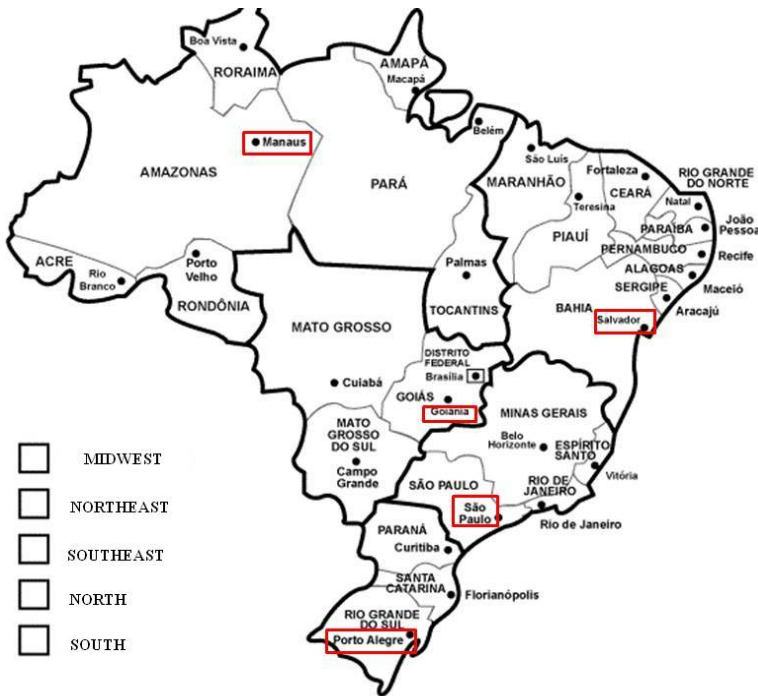 Boa Vista
RORAIMA
AMAPÁ
Macapá
Manaus
Belém
AMAZONAS
PARÁ
São Luís
MARANHÃO
Fortaleza
CEARÁ
RIO GRANDE
DO NORTE
Teresina
Natal
PARAÍBA
João
Pessoa
PIAUÍ
PERNAMBUCO
Recife
ACRE
Rio
Branco
Porto
Velho
RONDÔNIA
Palmas
TOCANTINS
ALAGOAS
Maceió
SERGIPE
Aracajú
BAHIA
Salvador
MATO GROSSO
Cuiabá
DISTRITO
FEDERAL
Brasília
GOIÁS
Goiânia
MINAS GERAIS
Belo
Horizonte
ESPÍRITO
SANTO
Vitória
MATO
GROSSO
DO SUL
Campo
Grande
SÃO PAULO
São
Paulo
RIO DE
JANEIRO
Rio de Janeiro
PARANÁ
Curitiba
SANTA
CATARINA
Florianópolis
RIO GRANDE
DO SUL
Porto Alegre
MIDWEST
NORTHEAST
SOUTHEAST
NORTH
SOUTH